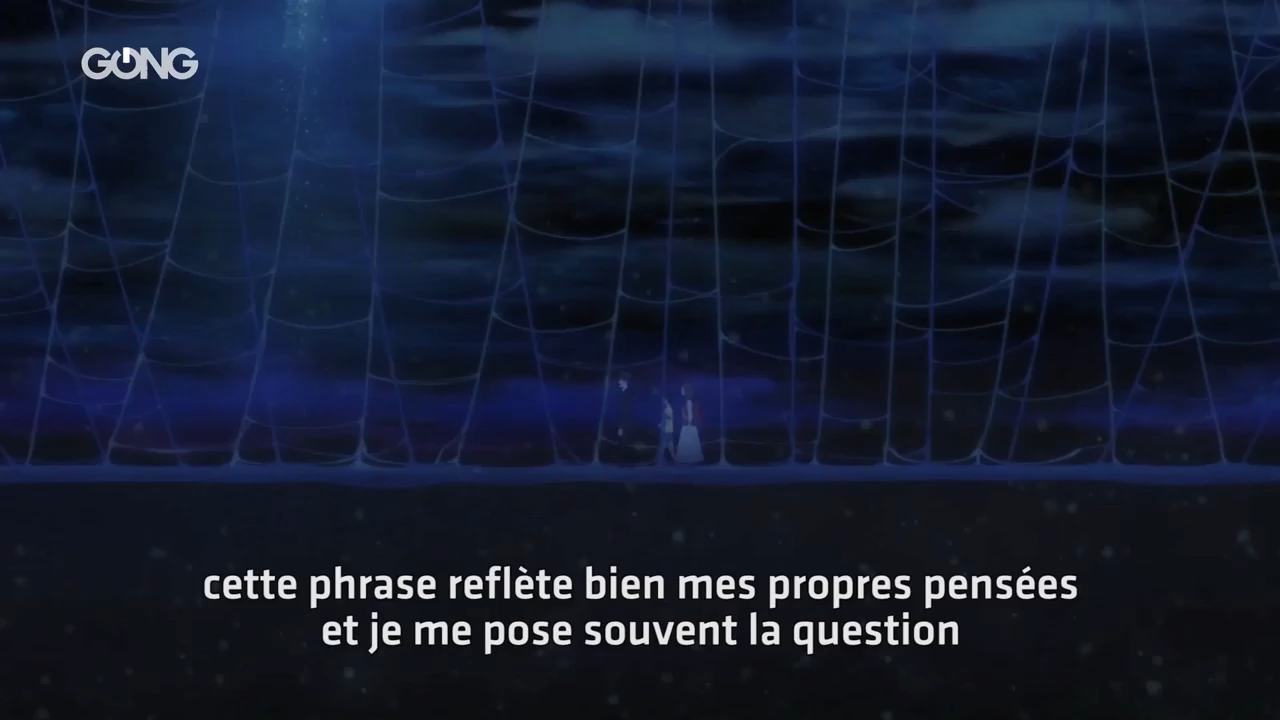 GONG
cette phrase reflète bien mes propres pensées
et je me pose souvent la question